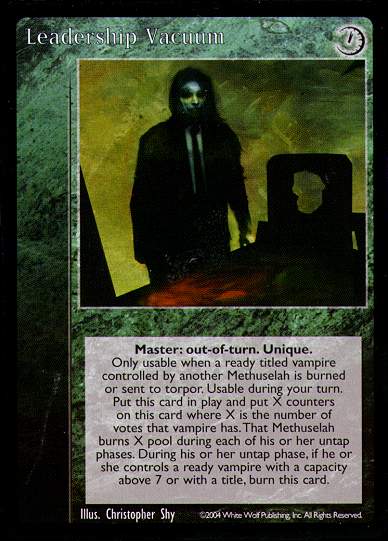 Leadership Vacuum
Master: out-of-turn. Unique.
Only usable when a ready titled vampire
controlled by another Methuselah is burned
or sent to torpor. Usable during your turn.
Put this card in play and put X counters
on this card where X is the number of
votes that vampire has. That Methuselah
burns X pool during each of his or her untap
phases. During his or her untap phase, if he or
she controls a ready vampire with a capacity
above 7 or with a title, burn this card.
Illus. Christopher Shy ©2004 White Wolf Publishing, Inc. All Rights Reserved.